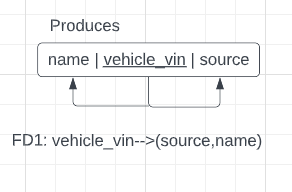 Produces
name | vehicle_vin | source
FD1: vehicle_vin-->(source,name)